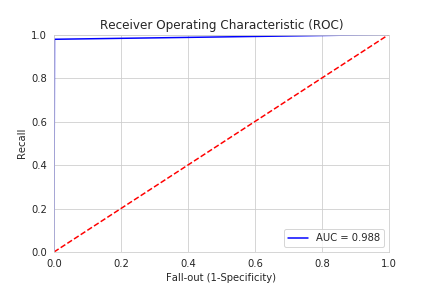 Receiver Operating Characteristic (ROC)
1.0
0.8
0.6
0.4
0.2
0.0
Recall
0.0 0.2 0.4 0.6 0.8 1.0
Fall-out (1-Specificity)
AUC = 0.988